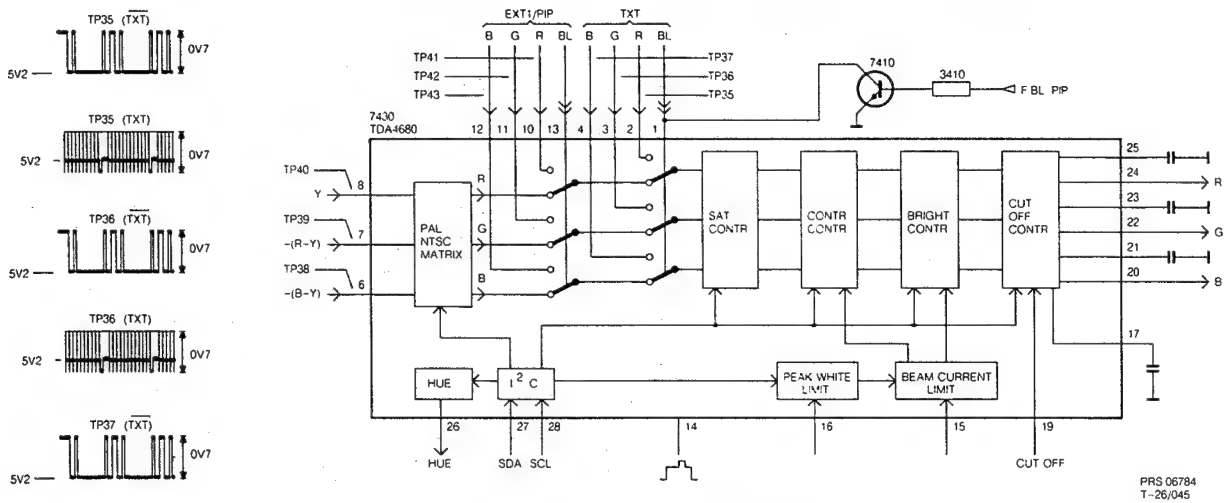 TP35 (TXT)
0V7
5V2
TP35 (TXT)
0V7
5V2
TP36 (TXT)
0V7
5V2
TP36 (TXT)
0V7
5V2
TP37 (TXT)
0V7
5V2
EXT1/PIP TXT
B G R BL B G R BL
TP41 TP37
TP42 TP36
TP43 TP35
7410 3410
F BL PIP
7430
TDA4680
12 11 10 13 4 3 2 1
TP40
Y 8
TP39
-(R-Y) 7
TP38
-(B-Y) 6
PAL
NTSC
MATRIX
R
G
B
SAT
CONTR
CONTR
CONTR
BRIGHT
CONTR
CUT
OFF
CONTR
25
24 R
23
22 G
21
20 B
17
HUE
I2C
PEAK WHITE
LIMIT
BEAM CURRENT
LIMIT
26 27 28 14 16 15 19
HUE SDA SCL CUT OFF
PRS 06784
T-26/045